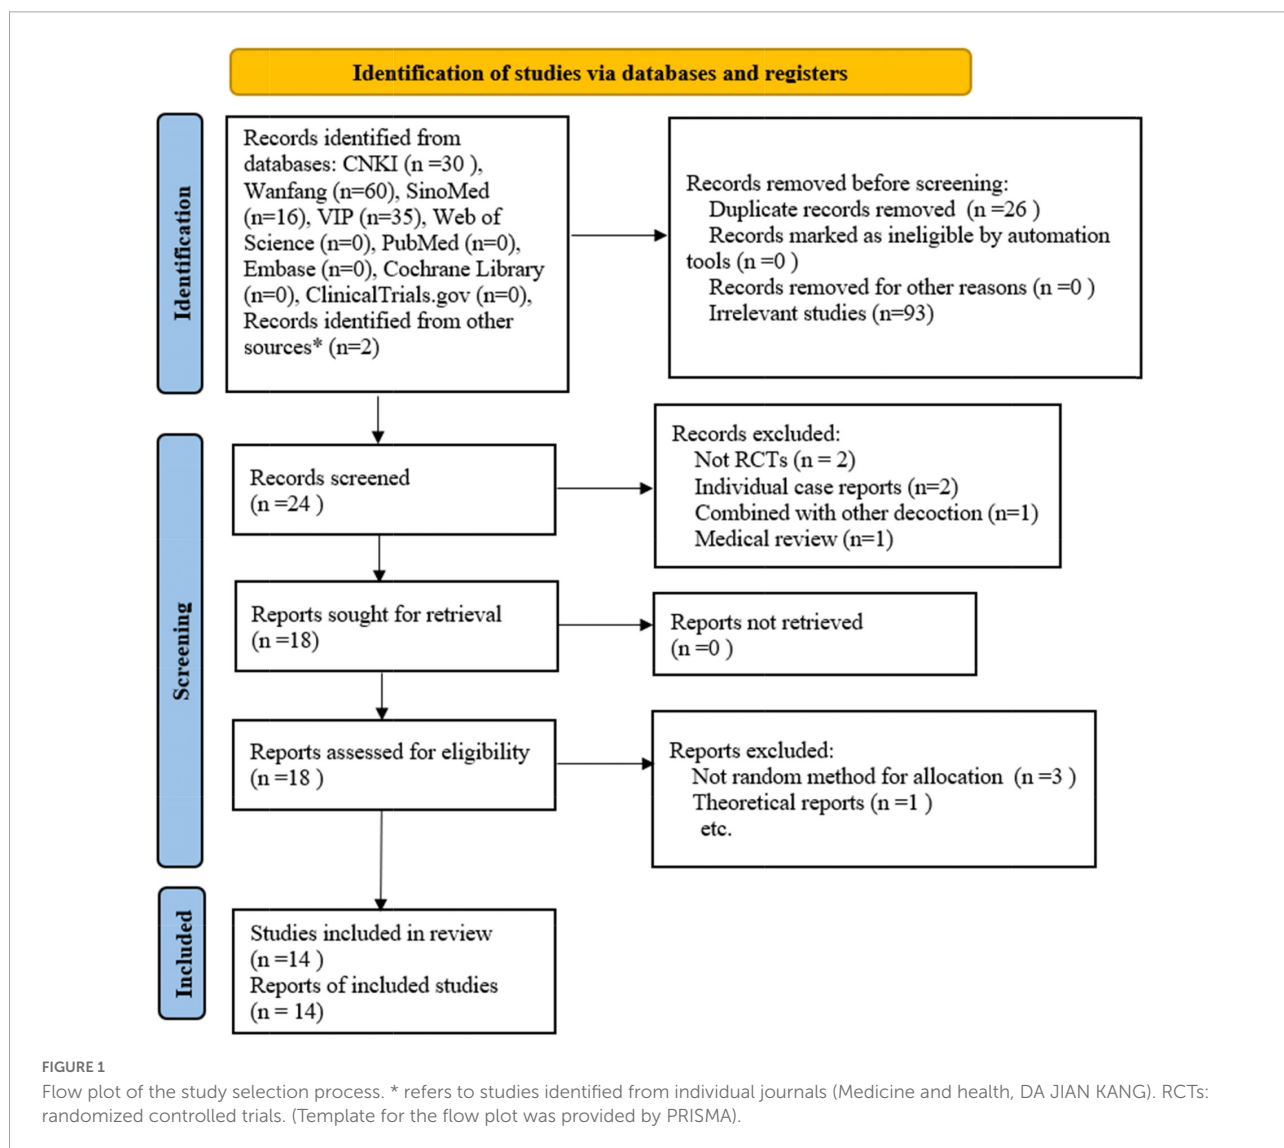 Identification of studies via databases and registers
Identification
Records identified from
databases: CNKI (n =30 ),
Wanfang (n=60), SinoMed
(n=16), VIP (n=35), Web of
Science (n=0), PubMed (n=0),
Embase (n=0), Cochrane Library
(n=0), ClinicalTrials.gov (n=0),
Records identified from other
sources* (n=2)
Records removed before screening:
Duplicate records removed (n =26 )
Records marked as ineligible by automation
tools (n =0 )
Records removed for other reasons (n =0 )
Irrelevant studies (n=93)
Screening
Records screened
(n =24 )
Records excluded:
Not RCTs (n = 2)
Individual case reports (n=2)
Combined with other decoction (n=1)
Medical review (n=1)
Reports sought for retrieval
(n =18)
Reports not retrieved
(n =0 )
Reports assessed for eligibility
(n =18 )
Reports excluded:
Not random method for allocation (n =3 )
Theoretical reports (n =1 )
etc.
Included
Studies included in review
(n =14 )
Reports of included studies
(n = 14)
FIGURE 1
Flow plot of the study selection process. * refers to studies identified from individual journals (Medicine and health, DA JIAN KANG). RCTs:
randomized controlled trials. (Template for the flow plot was provided by PRISMA).